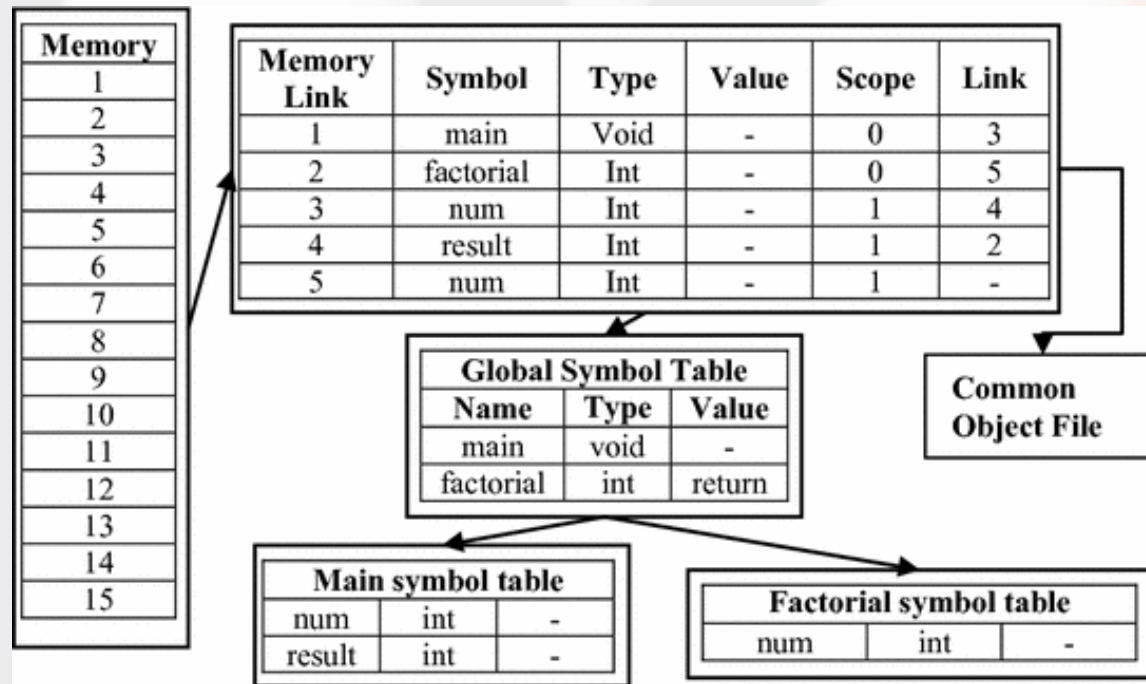 Memory
1
2
3
4
5
6
7
8
9
10
11
12
13
14
15
Memory Link Symbol Type Value Scope Link
1 main Void - 0 3
2 factorial Int - 0 5
3 num Int - 1 4
4 result Int - 1 2
5 num Int - 1 -
Global Symbol Table
Name Type Value
main void -
factorial int return
Common
Object File
Main symbol table
num int -
result int -
Factorial symbol table
num int -